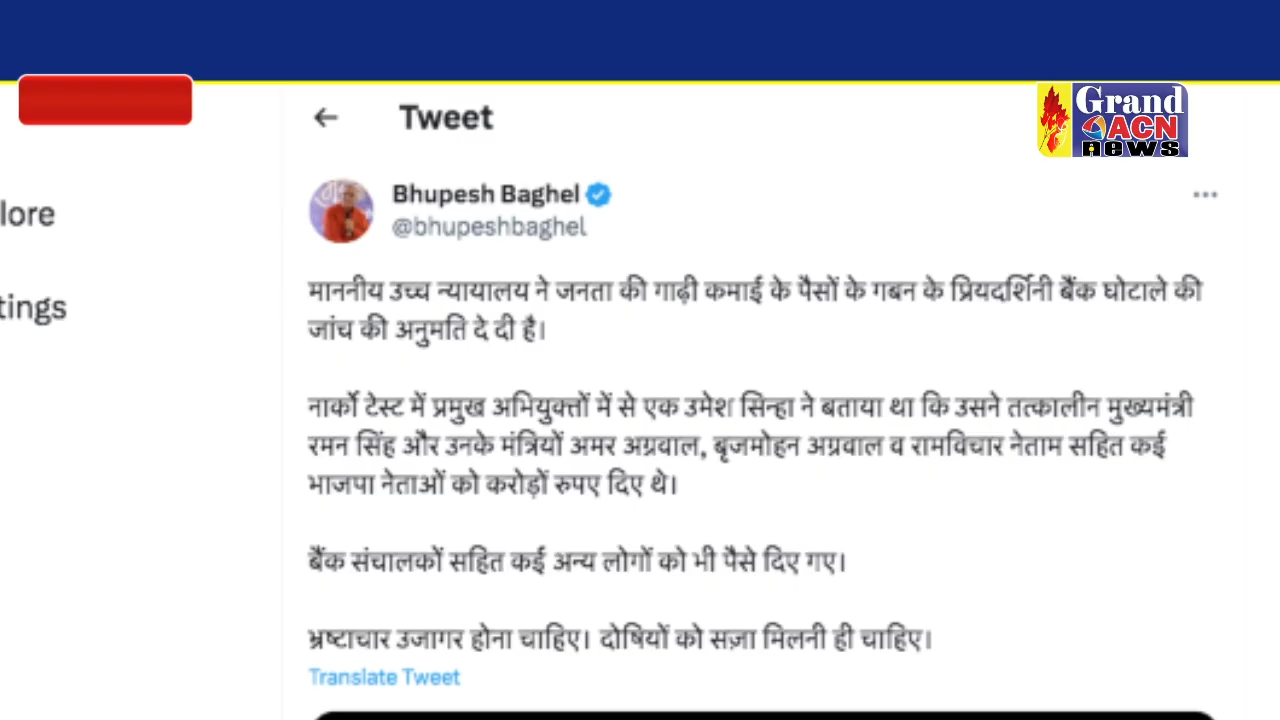 Grand
ACN
news
Tweet
Bhupesh Baghel
@bhupeshbaghel
lore
tings
माननीय उच्च न्यायालय ने जनता की गाढ़ी कमाई के पैसों के गबन के प्रियदर्शिनी बैंक घोटाले की
जांच की अनुमति दे दी है।
नार्को टेस्ट में प्रमुख अभियुक्तों में से एक उमेश सिन्हा ने बताया था कि उसने तत्कालीन मुख्यमंत्री
रमन सिंह और उनके मंत्रियों अमर अग्रवाल, बृजमोहन अग्रवाल व रामविचार नेताम सहित कई
भाजपा नेताओं को करोड़ों रुपए दिए थे।
बैंक संचालकों सहित कई अन्य लोगों को भी पैसे दिए गए।
भ्रष्टाचार उजागर होना चाहिए। दोषियों को सज़ा मिलनी ही चाहिए।
Translate Tweet